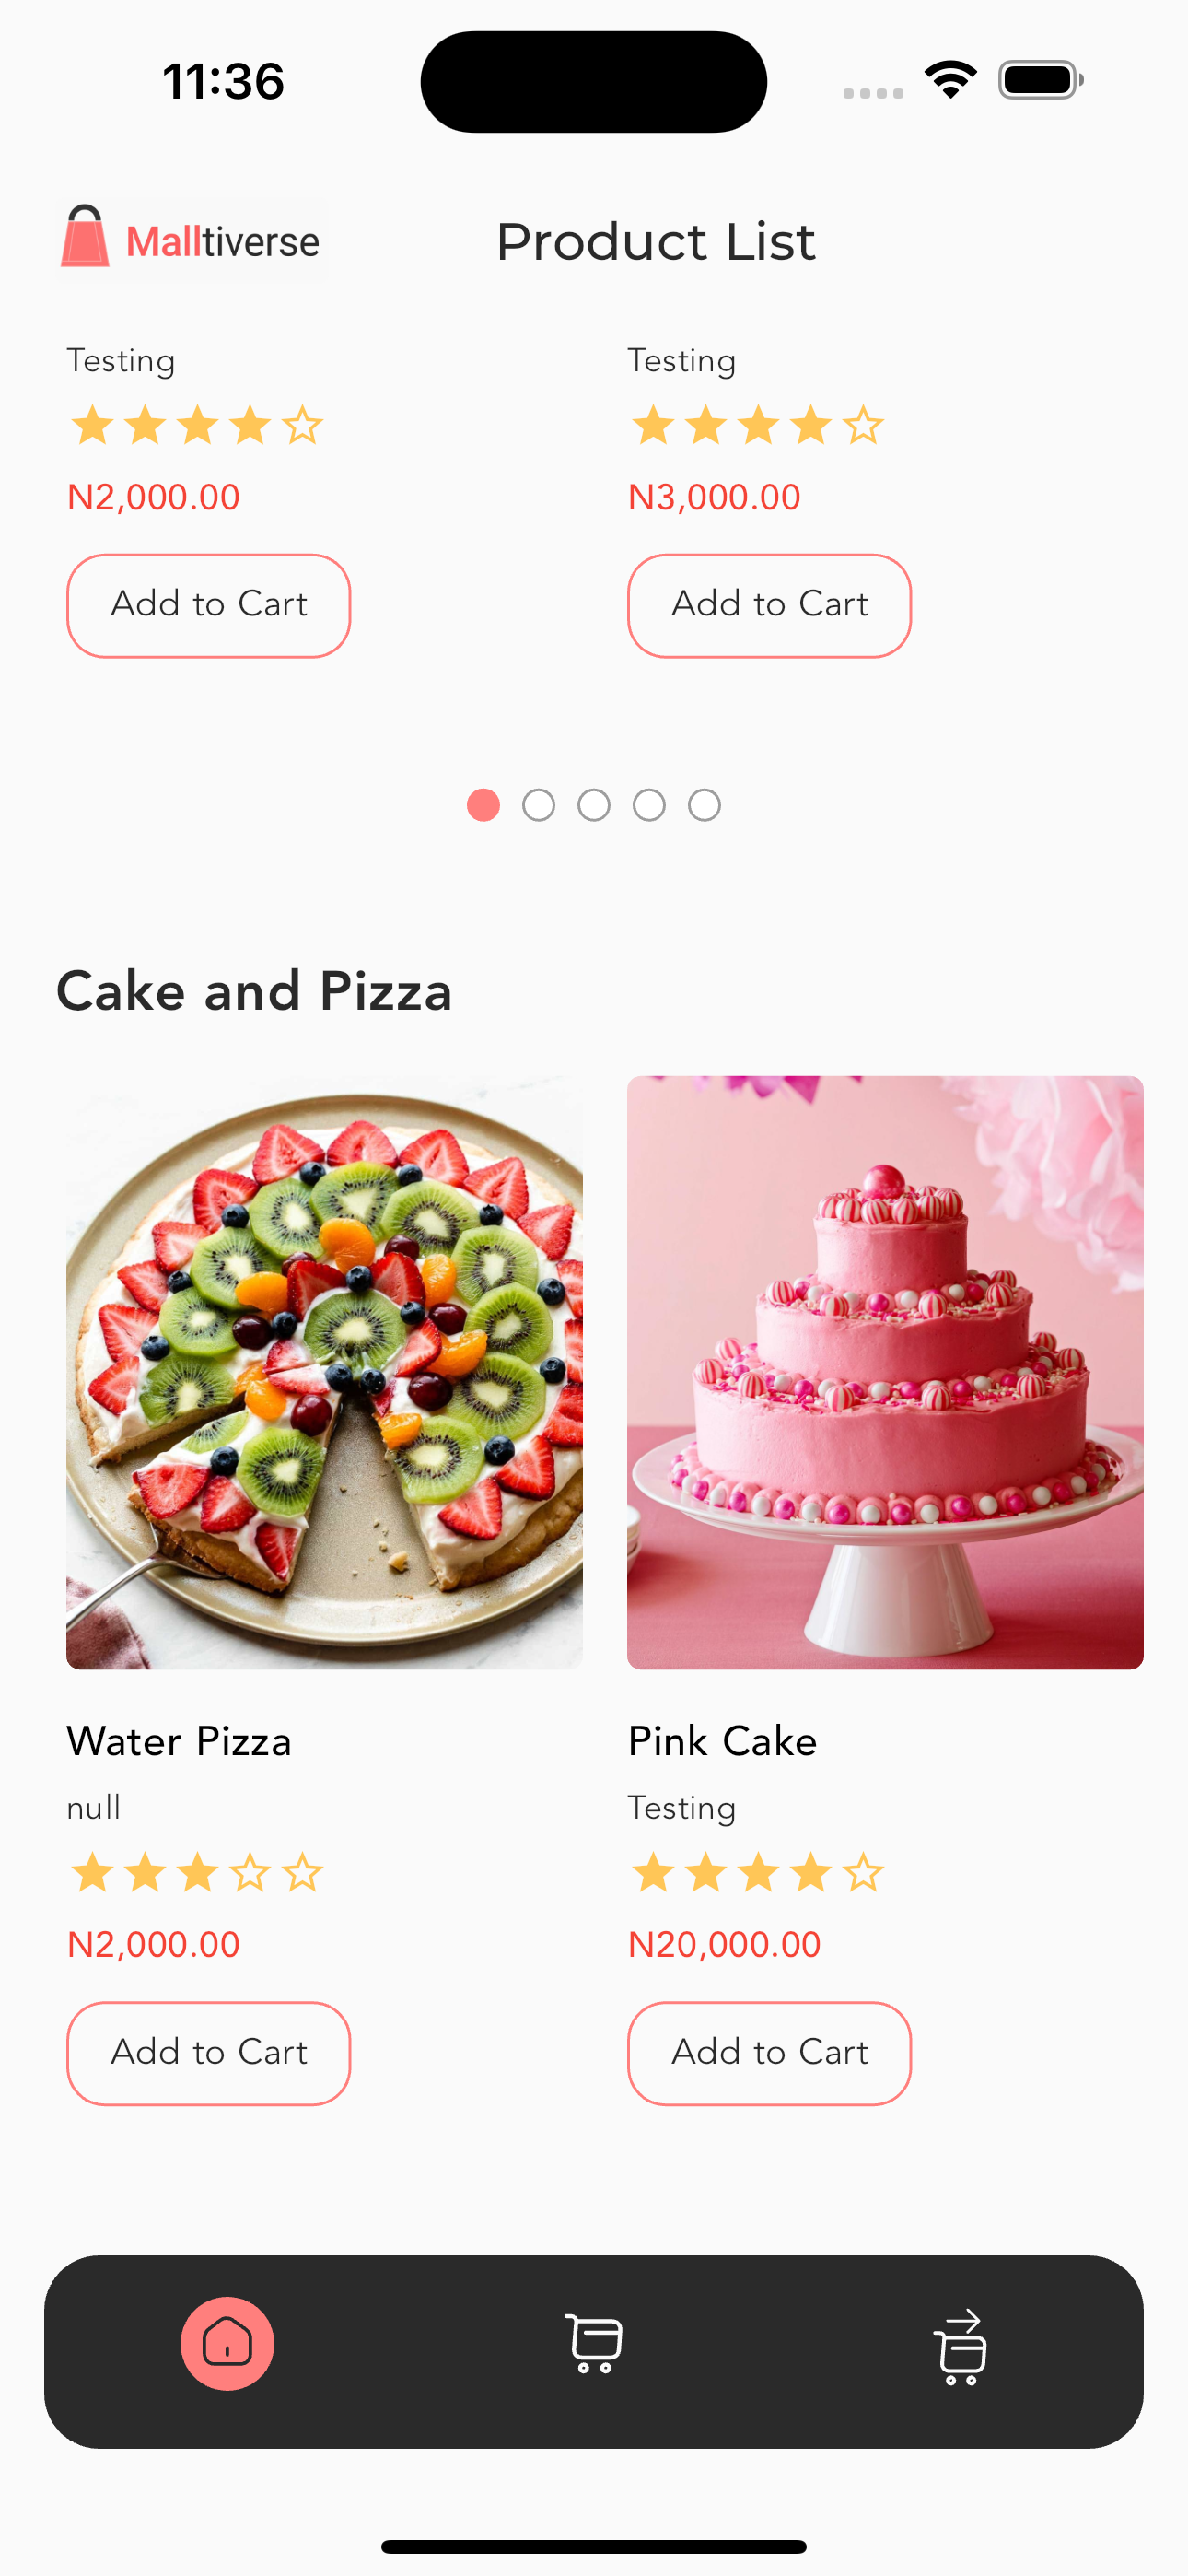 11:36
Malltiverse
Product List
Testing
Testing
N2,000.00
N3,000.00
Add to Cart
Add to Cart
Cake and Pizza
Water Pizza
Pink Cake
null
Testing
N2,000.00
N20,000.00
Add to Cart
Add to Cart